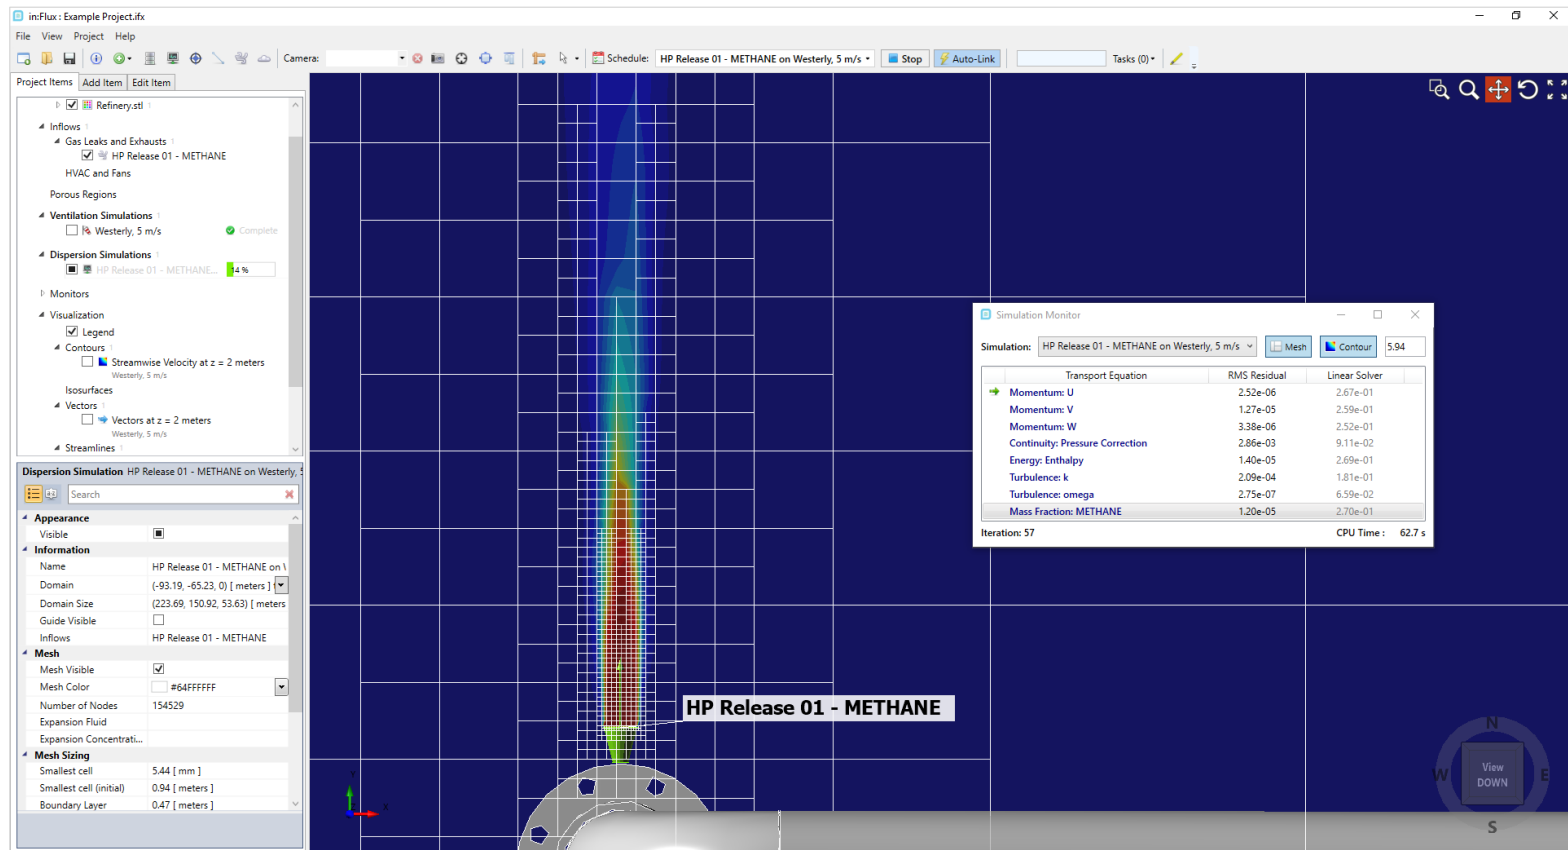 in:Flux : Example Project.ifx
File View Project Help
Camera:
Schedule: HP Release 01 - METHANE on Westerly, 5 m/s
Stop
Auto-Link
Tasks (0)
Project Items Add Item Edit Item
Refinery.stl 1
Inflows 1
Gas Leaks and Exhausts 1
HP Release 01 - METHANE
HVAC and Fans
Porous Regions
Ventilation Simulations 1
Westerly, 5 m/s Complete
Dispersion Simulations 1
HP Release 01 - METHANE... 14 %
Monitors
Visualization
Legend
Contours 1
Streamwise Velocity at z = 2 meters
Westerly, 5 m/s
Isosurfaces
Vectors 1
Vectors at z = 2 meters
Westerly, 5 m/s
Streamlines 1
Dispersion Simulation HP Release 01 - METHANE on Westerly, 5
Search
Appearance
Visible
Information
Name HP Release 01 - METHANE on
Domain (-93.19, -65.23, 0) [ meters ]
Domain Size (223.69, 150.92, 53.63) [ meters
Guide Visible
Inflows HP Release 01 - METHANE
Mesh
Mesh Visible
Mesh Color #64FFFFFF
Number of Nodes 154529
Expansion Fluid
Expansion Concentrati...
Mesh Sizing
Smallest cell 5.44 [ mm ]
Smallest cell (initial) 0.94 [ meters ]
Boundary Layer 0.47 [ meters ]
Simulation Monitor
Simulation: HP Release 01 - METHANE on Westerly, 5 m/s Mesh Contour 5.94
Transport Equation RMS Residual Linear Solver
Momentum: U 2.52e-06 2.67e-01
Momentum: V 1.27e-05 2.59e-01
Momentum: W 3.38e-06 2.52e-01
Continuity: Pressure Correction 2.86e-03 9.11e-02
Energy: Enthalpy 1.40e-05 2.69e-01
Turbulence: k 2.09e-04 1.81e-01
Turbulence: omega 2.75e-07 6.59e-02
Mass Fraction: METHANE 1.20e-05 2.70e-01
Iteration: 57 CPU Time : 62.7 s
HP Release 01 - METHANE
Y
X
N
W View DOWN E
S